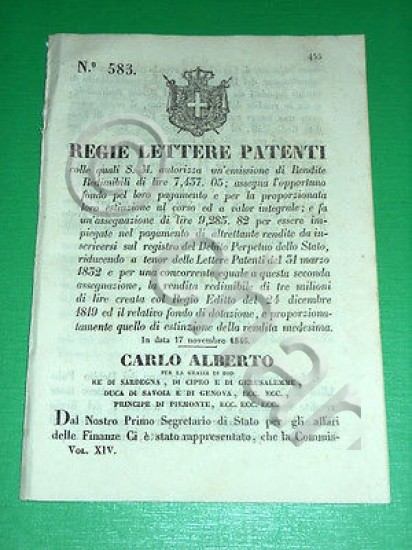 455
N.º 583.
REGIE LETTERE PATENTI
colle quali S. M. autorizza un'emissione di Rendite
Redimibili di lire 7,437. 05; assegna l'opportuno
fondo pel loro pagamento e per la proporzionata
loro estinzione al corso ed a valor integrale; e fa
un'assegnazione di lire 9,285. 82 per essere im-
piegate nel pagamento di altrettante rendite da in-
scriversi sul registro del Debito Perpetuo dello Stato,
riducendo a tenor delle Lettere Patenti del 31 marzo
1832 e per una concorrente eguale a questa seconda
assegnazione, la rendita redimibile di tre milioni
di lire creata col Regio Editto del 24 dicembre
1819 ed il relativo fondo di dotazione, e proporziona-
tamente quello di estinzione della rendita medesima.
In data 17 novembre
CARLO ALBERTO
PER LA GRAZIA DI DIO
RE DI SARDEGNA, DI CIPRO E DI GERUSALEMME,
DUCA DI SAVOIA E DI GENOVA, ECC. ECC.,
PRINCIPE DI PIEMONTE, ECC. ECC. ECC.
Dal Nostro Primo Segretario di Stato per gli affari
delle Finanze Ci è stato rappresentato, che la Commis-
VOL. XIV.